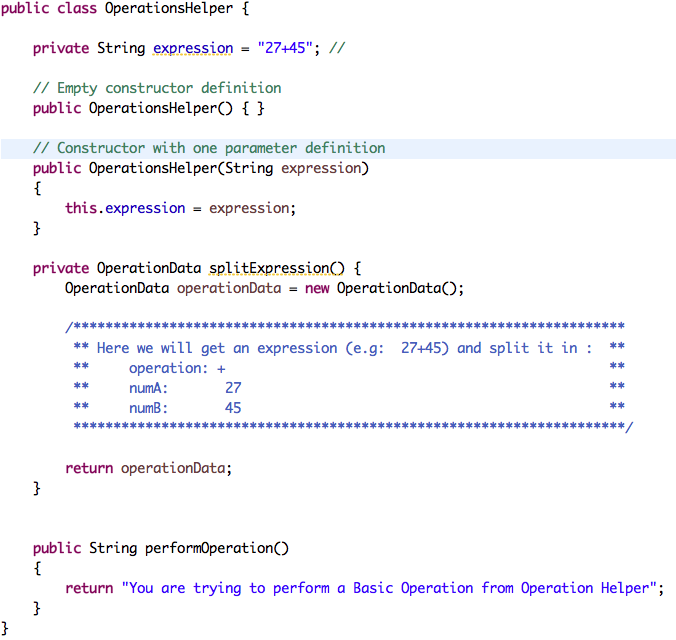 public class OperationsHelper {
private String expression = "27+45"; //
// Empty constructor definition
public OperationsHelper() { }
// Constructor with one parameter definition
public OperationsHelper(String expression)
{
this.expression = expression;
}
private OperationData splitExpression() {
OperationData operationData = new OperationData();
/*********************************************************************
** Here we will get an expression (e.g:  27+45) and split it in :  **
**     operation: +                                                **
**     numA:       27                                              **
**     numB:       45                                              **
*********************************************************************/
return operationData;
}
public String performOperation()
{
return "You are trying to perform a Basic Operation from Operation Helper";
}
}